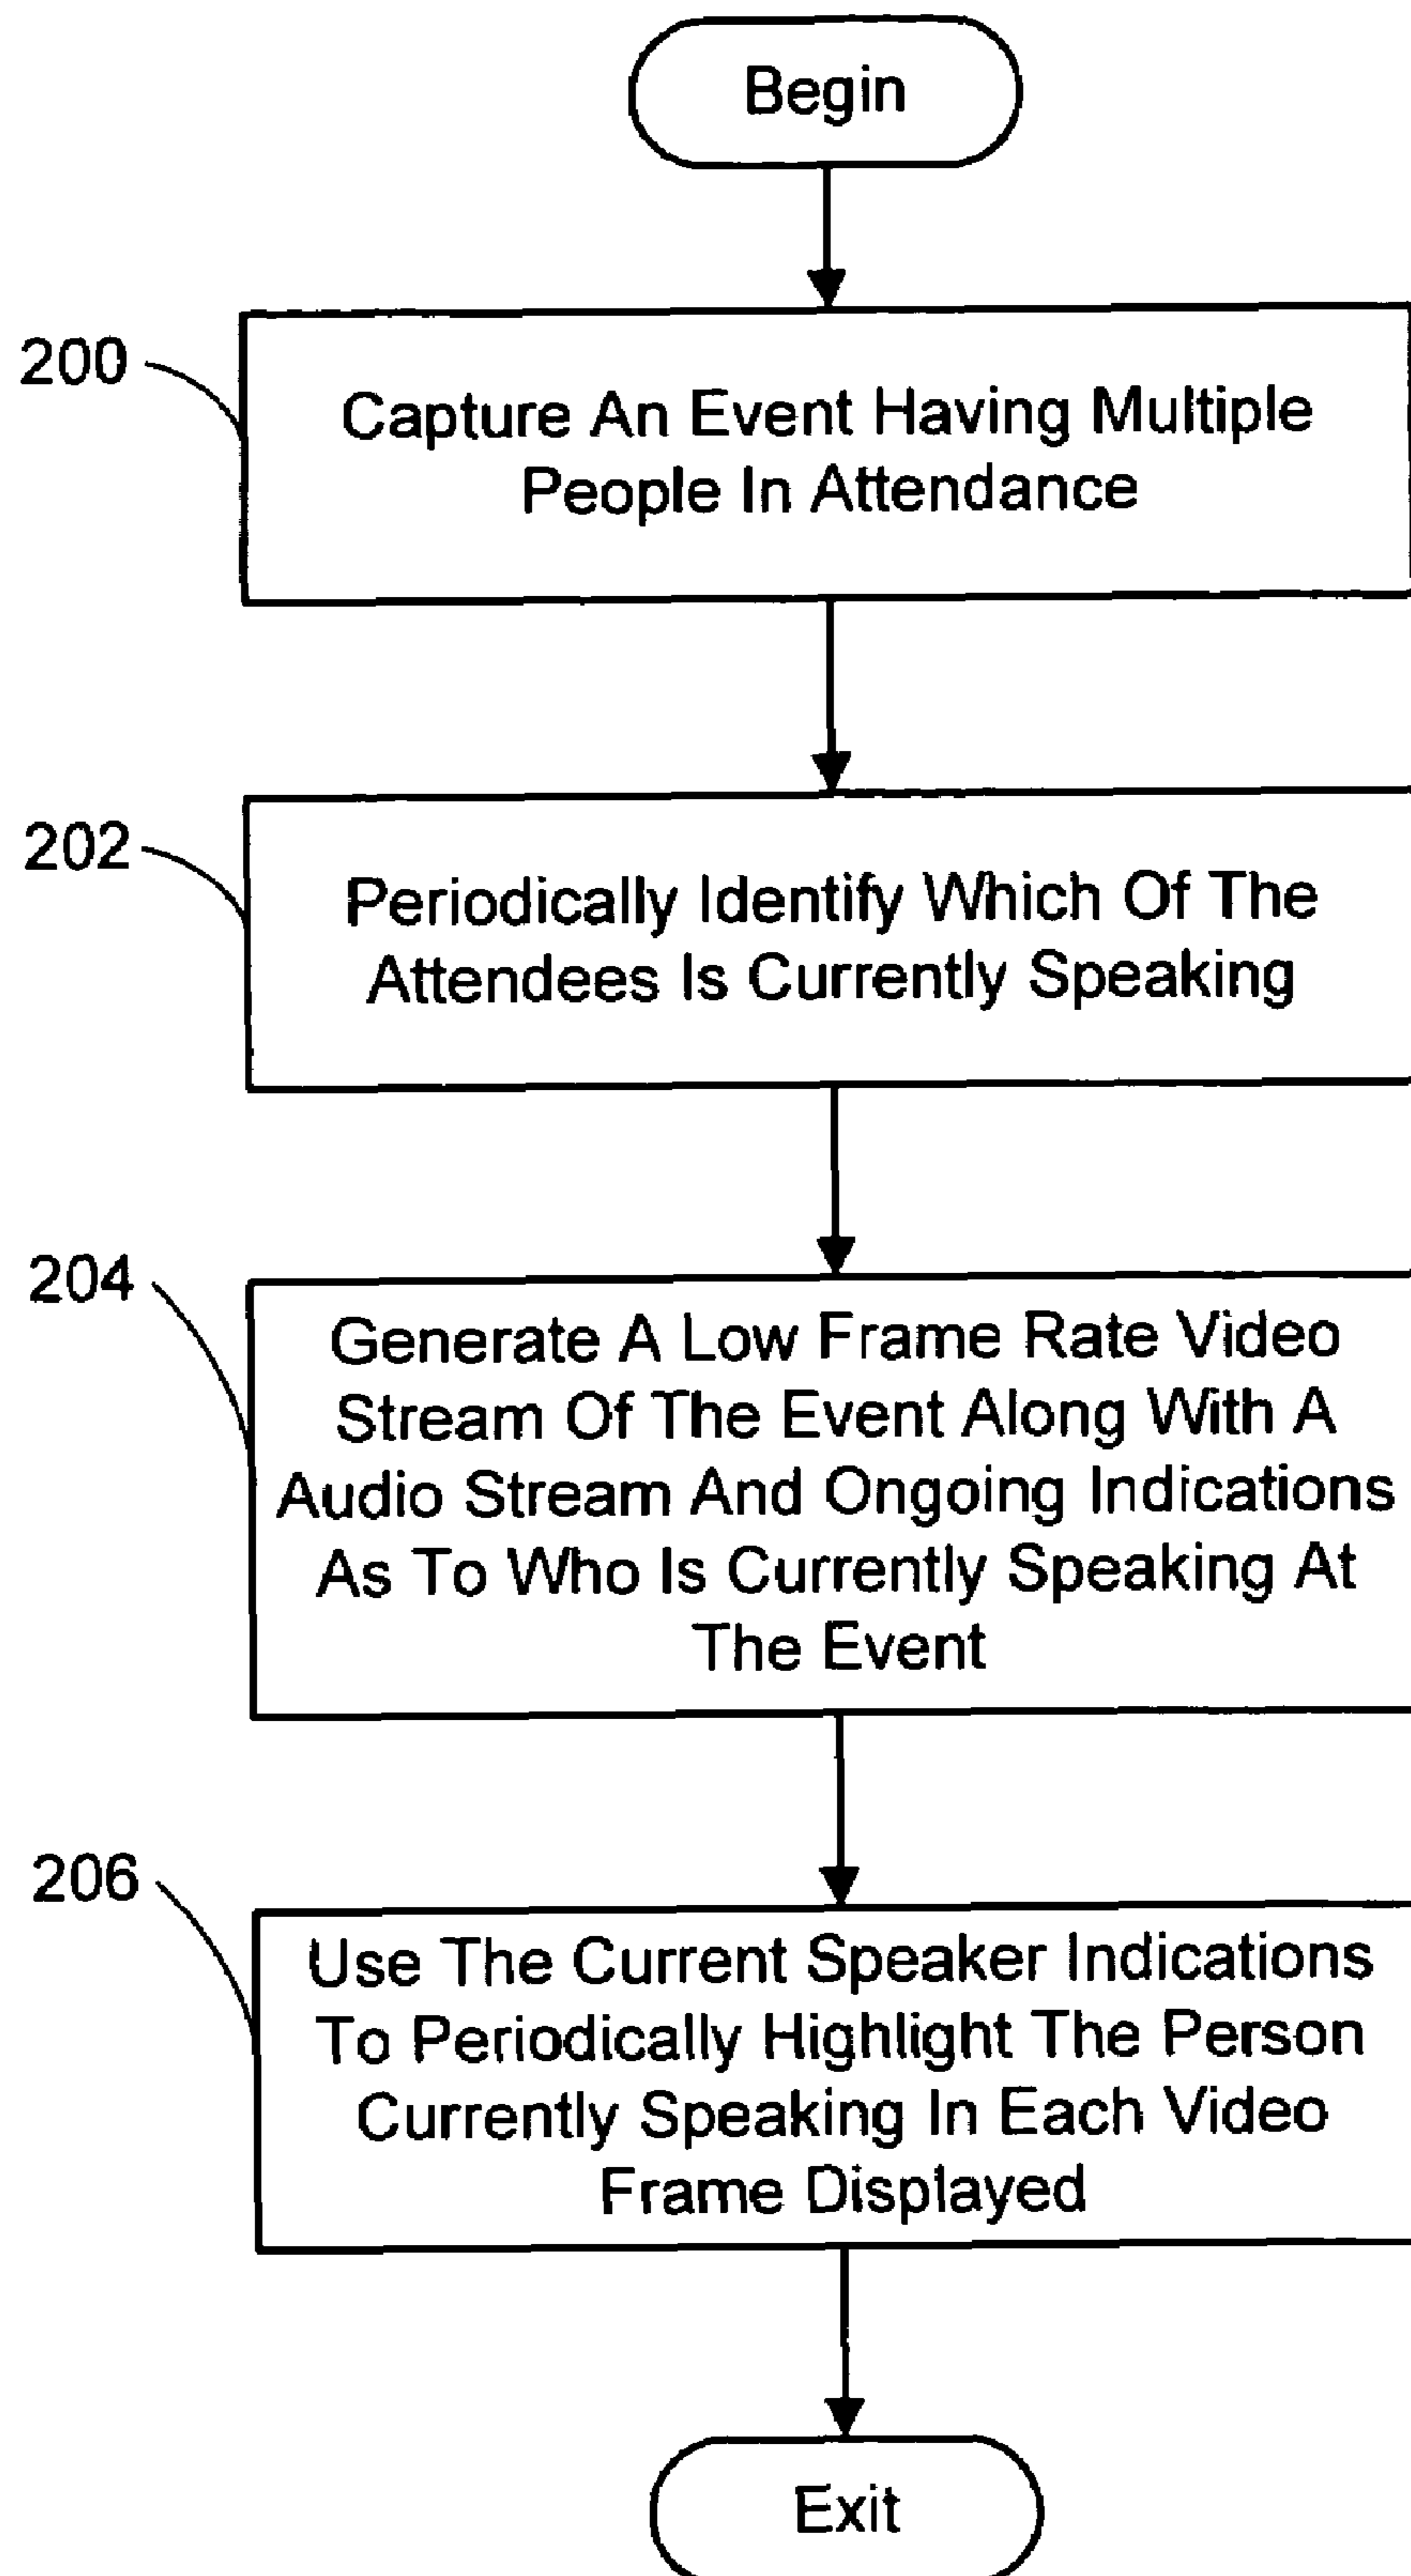 Begin
200
Capture An Event Having Multiple
People In Attendance
202
Periodically Identify Which Of The
Attendees Is Currently Speaking
204
Generate A Low Frame Rate Video
Stream Of The Event Along With A
Audio Stream And Ongoing Indications
As To Who Is Currently Speaking At
The Event
206
Use The Current Speaker Indications
To Periodically Highlight The Person
Currently Speaking In Each Video
Frame Displayed
Exit